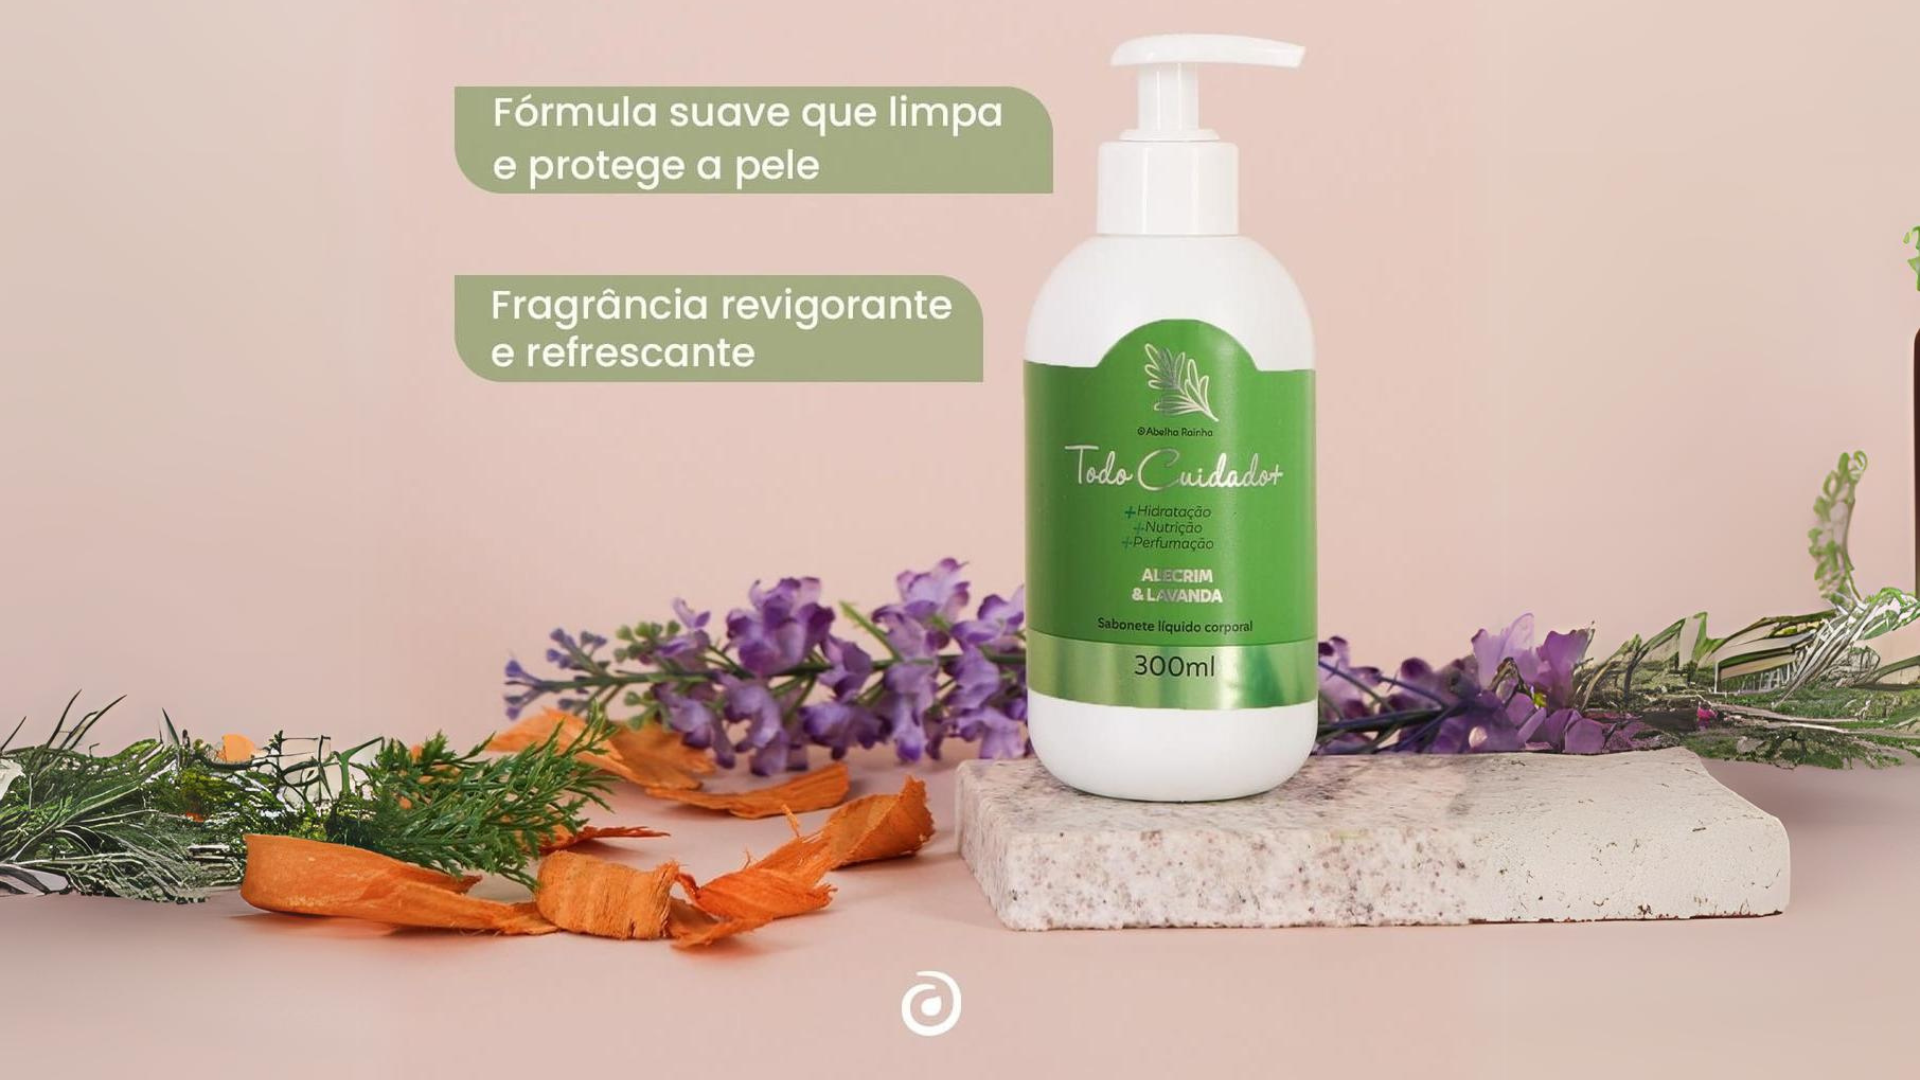 Fórmula suave que limpa
e protege a pele
Fragrância revigorante
e refrescante
Abelha Rainha
Todo Cuidado+
+Hidratação
+Nutrição
+Perfumação
ALECRIM
& LAVANDA
Sabonete líquido corporal
300ml